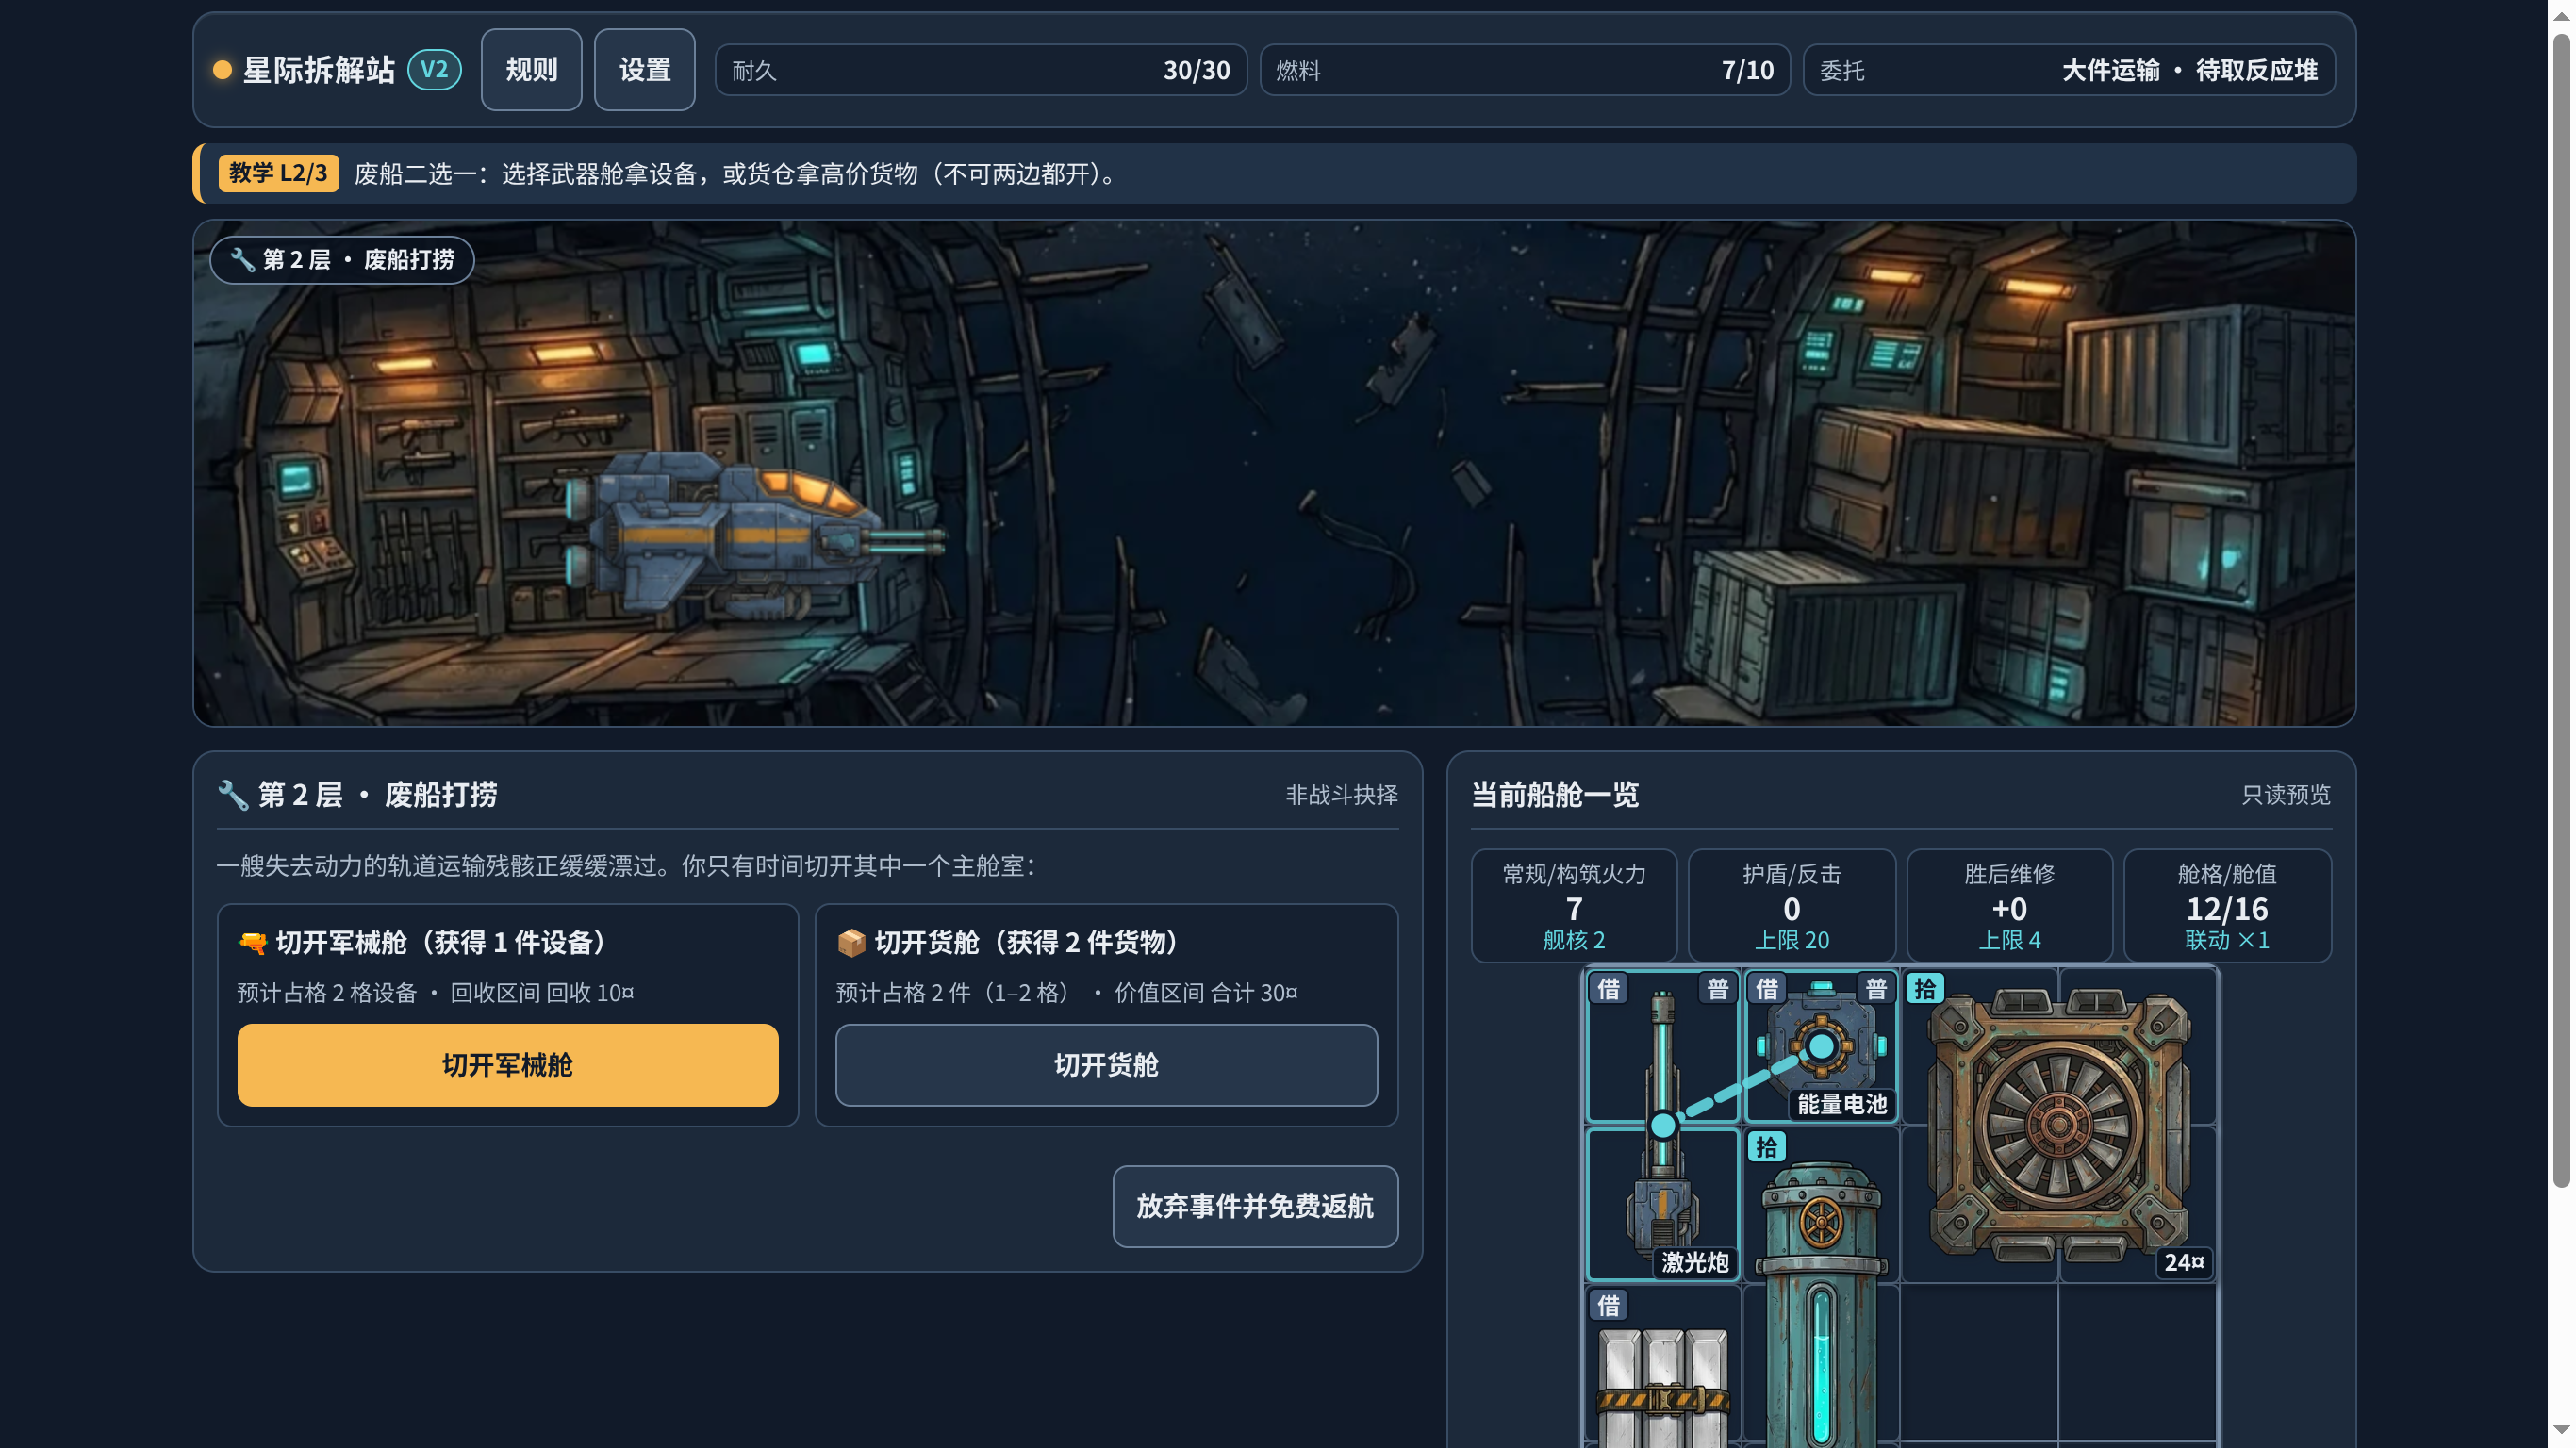 星际拆解站 V2 规则 设置 耐久 30/30 燃料 7/10 委托 大件运输 · 待取反应堆
教学 L2/3 废船二选一：选择武器舱拿设备，或货仓拿高价货物（不可两边都开）。
第 2 层 · 废船打捞
第 2 层 · 废船打捞 非战斗抉择
一艘失去动力的轨道运输残骸正缓缓漂过。你只有时间切开其中一个主舱室：
切开军械舱（获得 1 件设备）
预计占格 2 格设备 · 回收区间 回收 10¤
切开军械舱
切开货舱（获得 2 件货物）
预计占格 2 件（1–2 格） · 价值区间 合计 30¤
切开货舱
放弃事件并免费返航
当前船舱一览 只读预览
常规/构筑火力
7
舰核 2
护盾/反击
0
上限 20
胜后维修
+0
上限 4
舱格/舱值
12/16
联动 ×1
借 普 借 普 拾
能量电池
拾
激光炮 24¤
借